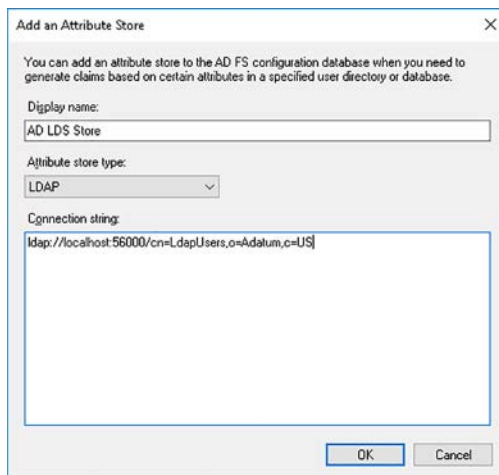 Add an Attribute Store
You can add an attribute store to the AD FS configuration database when you need to
generate claims based on certain attributes in a specified user directory or database.
Display name:
AD LDS Store
Attribute store type:
LDAP
Connection string:
ldap://localhost:56000/cn=LdapUsers,o=Adatum,c=US
OK
Cancel